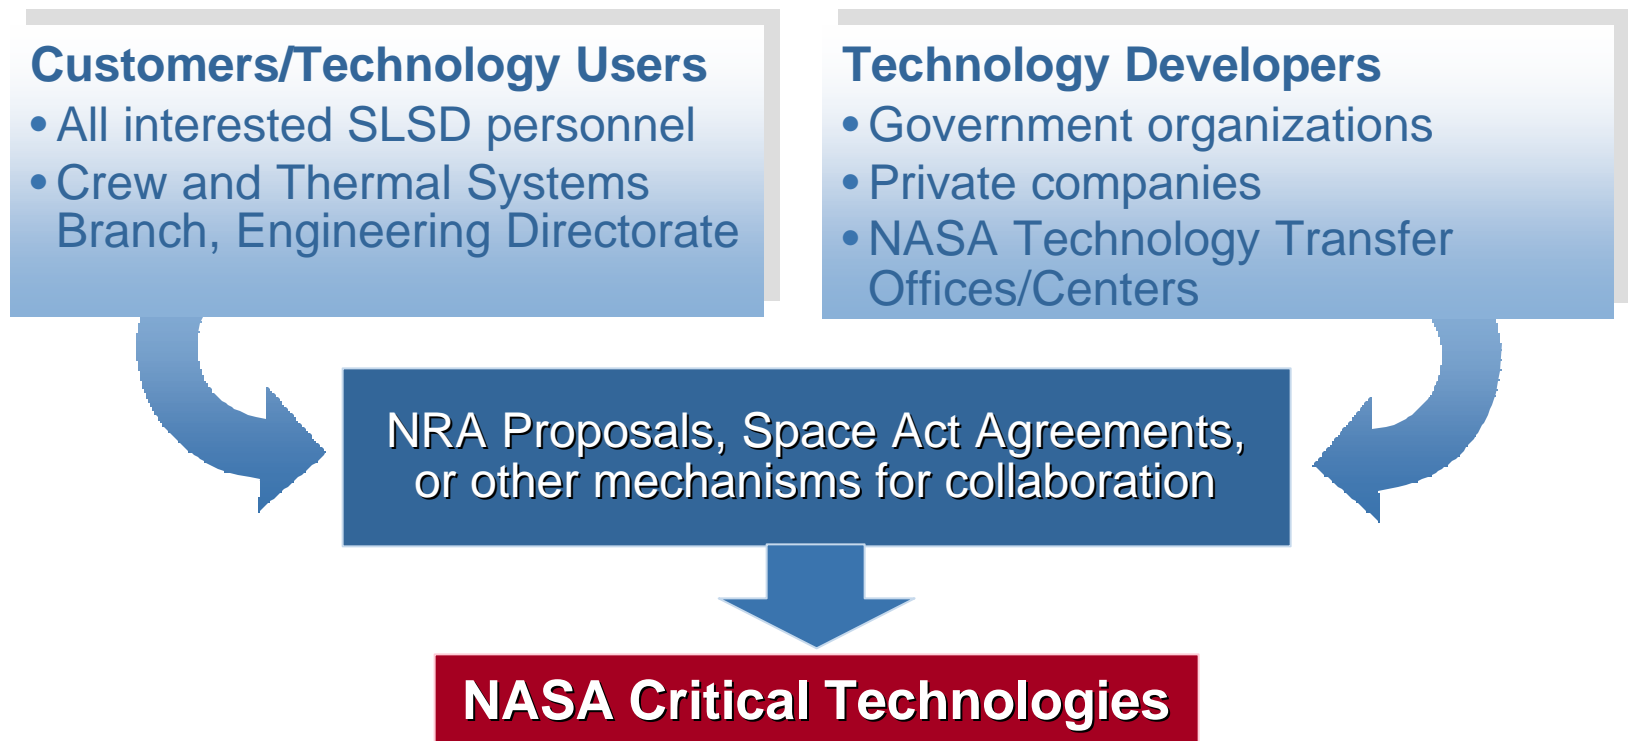 Customers/Technology Users
• All interested SLSD personnel
• Crew and Thermal Systems
Branch, Engineering Directorate
Technology Developers
• Government organizations
• Private companies
• NASA Technology Transfer
Offices/Centers
NRA Proposals, Space Act Agreements,
or other mechanisms for collaboration
NASA Critical Technologies